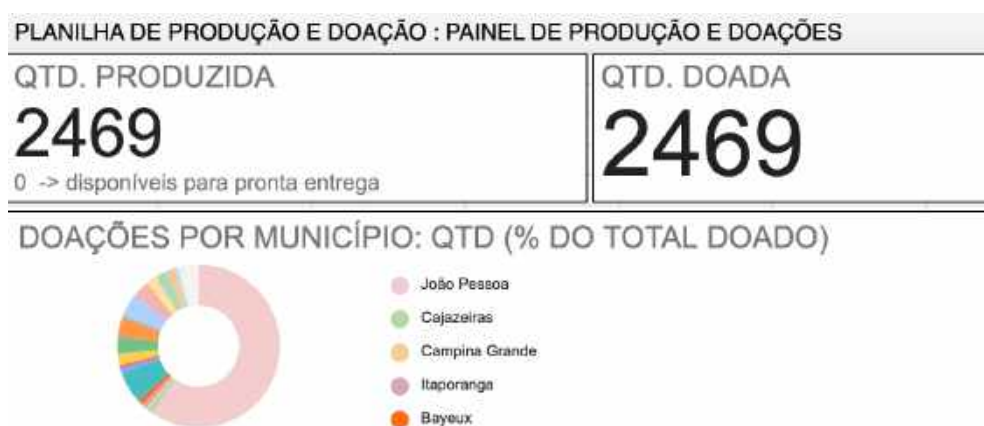 PLANILHA DE PRODUÇÃO E DOAÇÃO : PAINEL DE PRODUÇÃO E DOAÇÕES
QTD. PRODUZIDA
2469
0 -> disponíveis para pronta entrega
QTD. DOADA
2469
DOAÇÕES POR MUNICÍPIO: QTD (% DO TOTAL DOADO)
João Pessoa
Cajazeiras
Campina Grande
Itaporanga
Bayeux